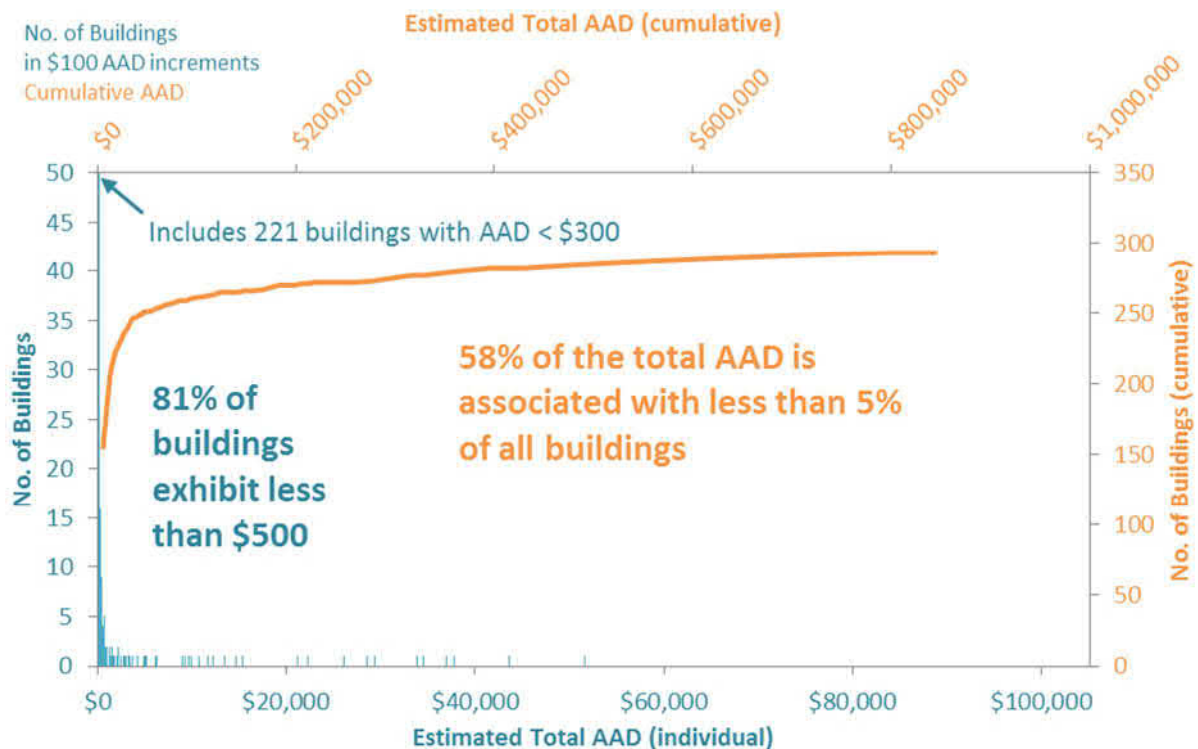 Estimated Total AAD (cumulative)
No. of Buildings
in $100 AAD increments
Cumulative AAD
$0
$200,000
$400,000
$600,000
$800,000
$1,000,000
50
45
40
35
30
25
20
15
10
5
0
No. of Buildings
Includes 221 buildings with AAD < $300
81% of
buildings
exhibit less
than $500
58% of the total AAD is
associated with less than 5%
of all buildings
350
300
250
200
150
100
50
0
No. of Buildings (cumulative)
$0
$20,000
$40,000
$60,000
$80,000
$100,000
Estimated Total AAD (individual)